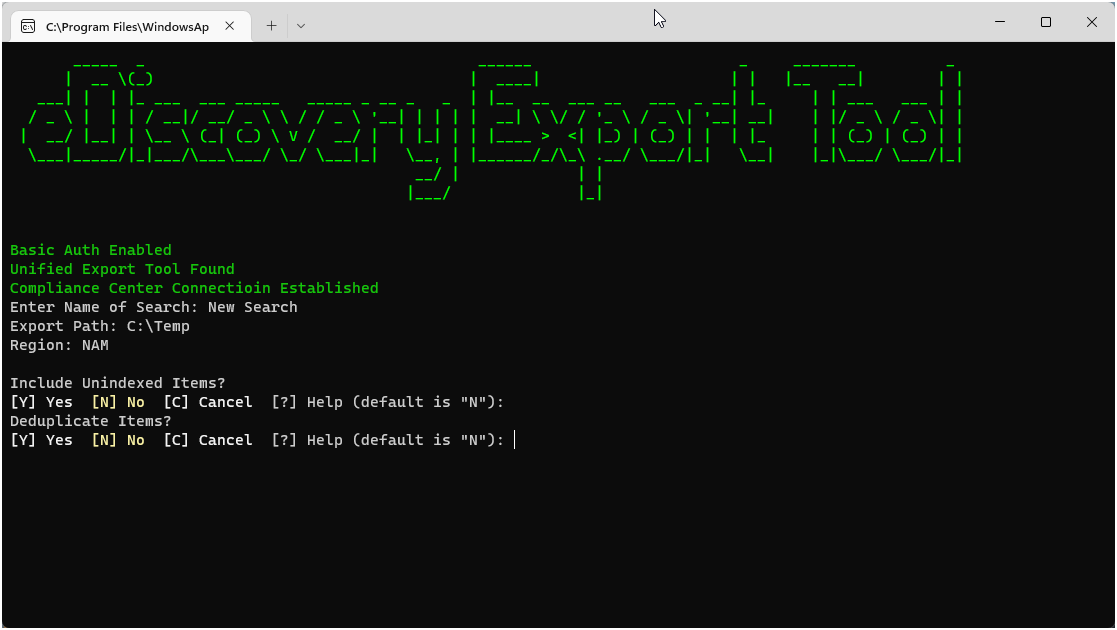 C:\Program Files\WindowsAp
eDiscovery Export Tool
Basic Auth Enabled
Unified Export Tool Found
Compliance Center Connectioin Established
Enter Name of Search: New Search
Export Path: C:\Temp
Region: NAM
Include Unindexed Items?
[Y] Yes  [N] No  [C] Cancel  [?] Help (default is "N"):
Deduplicate Items?
[Y] Yes  [N] No  [C] Cancel  [?] Help (default is "N"):